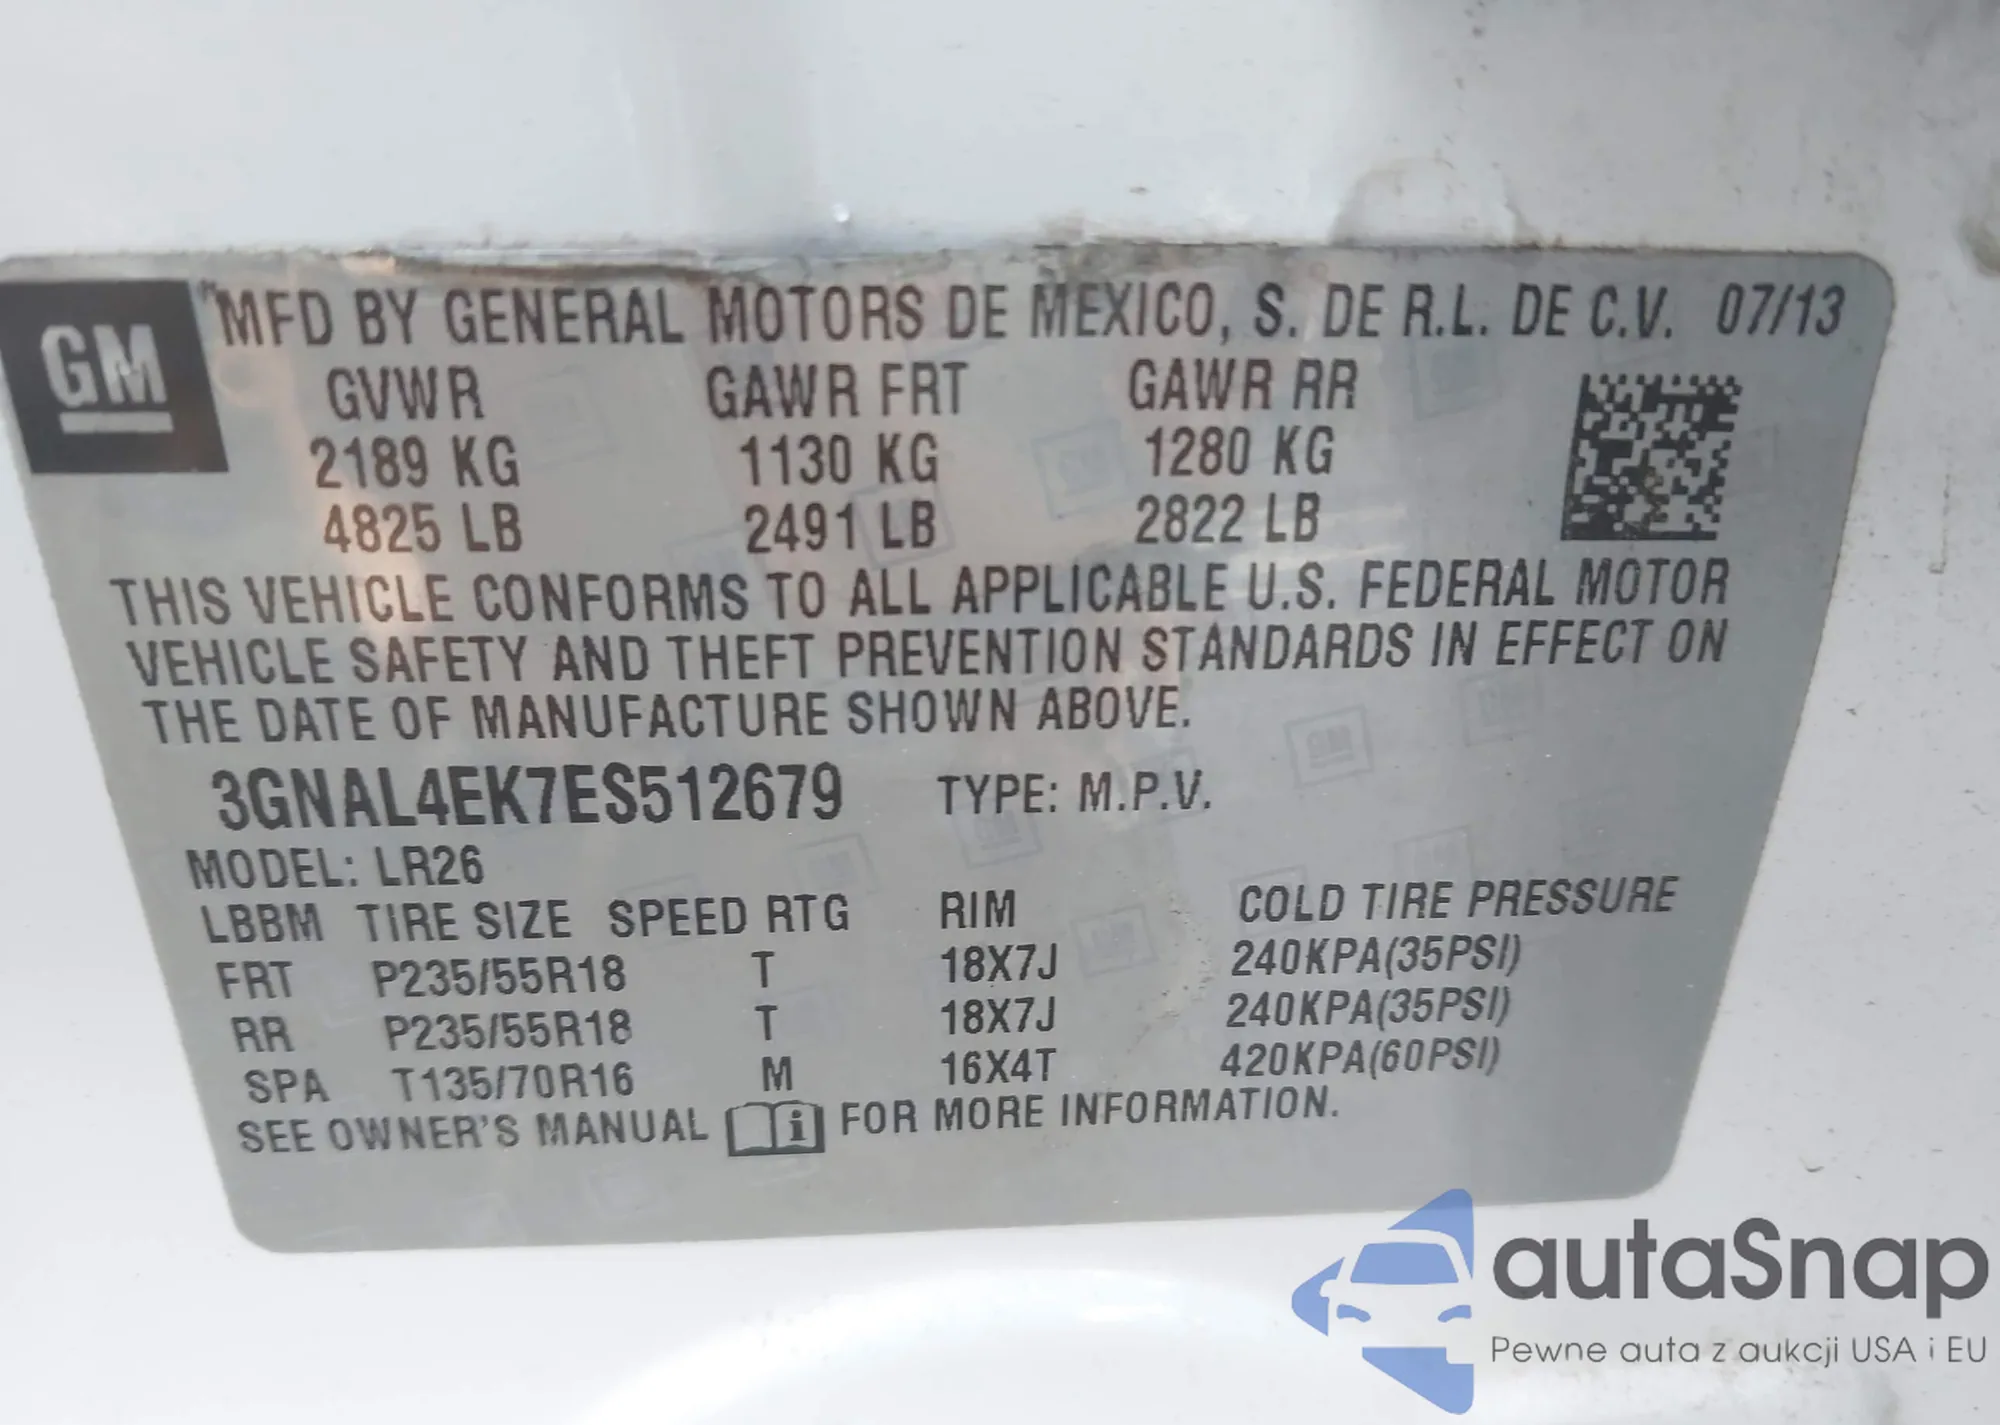 GM
MFD BY GENERAL MOTORS DE MEXICO, S. DE R.L. DE C.V. 07/13
GVWR GAWR FRT GAWR RR
2189 KG 1130 KG 1280 KG
4825 LB 2491 LB 2822 LB
THIS VEHICLE CONFORMS TO ALL APPLICABLE U.S. FEDERAL MOTOR
VEHICLE SAFETY AND THEFT PREVENTION STANDARDS IN EFFECT ON
THE DATE OF MANUFACTURE SHOWN ABOVE.
3GNAL4EK7ES512679 TYPE: M.P.V.
MODEL: LR26
LBBM TIRE SIZE SPEED RTG RIM COLD TIRE PRESSURE
FRT P235/55R18 T 18X7J 240KPA(35PSI)
RR P235/55R18 T 18X7J 240KPA(35PSI)
SPA T135/70R16 M 16X4T 420KPA(60PSI)
SEE OWNER'S MANUAL i FOR MORE INFORMATION.
autaSnap
Pewne auta z aukcji USA i EU